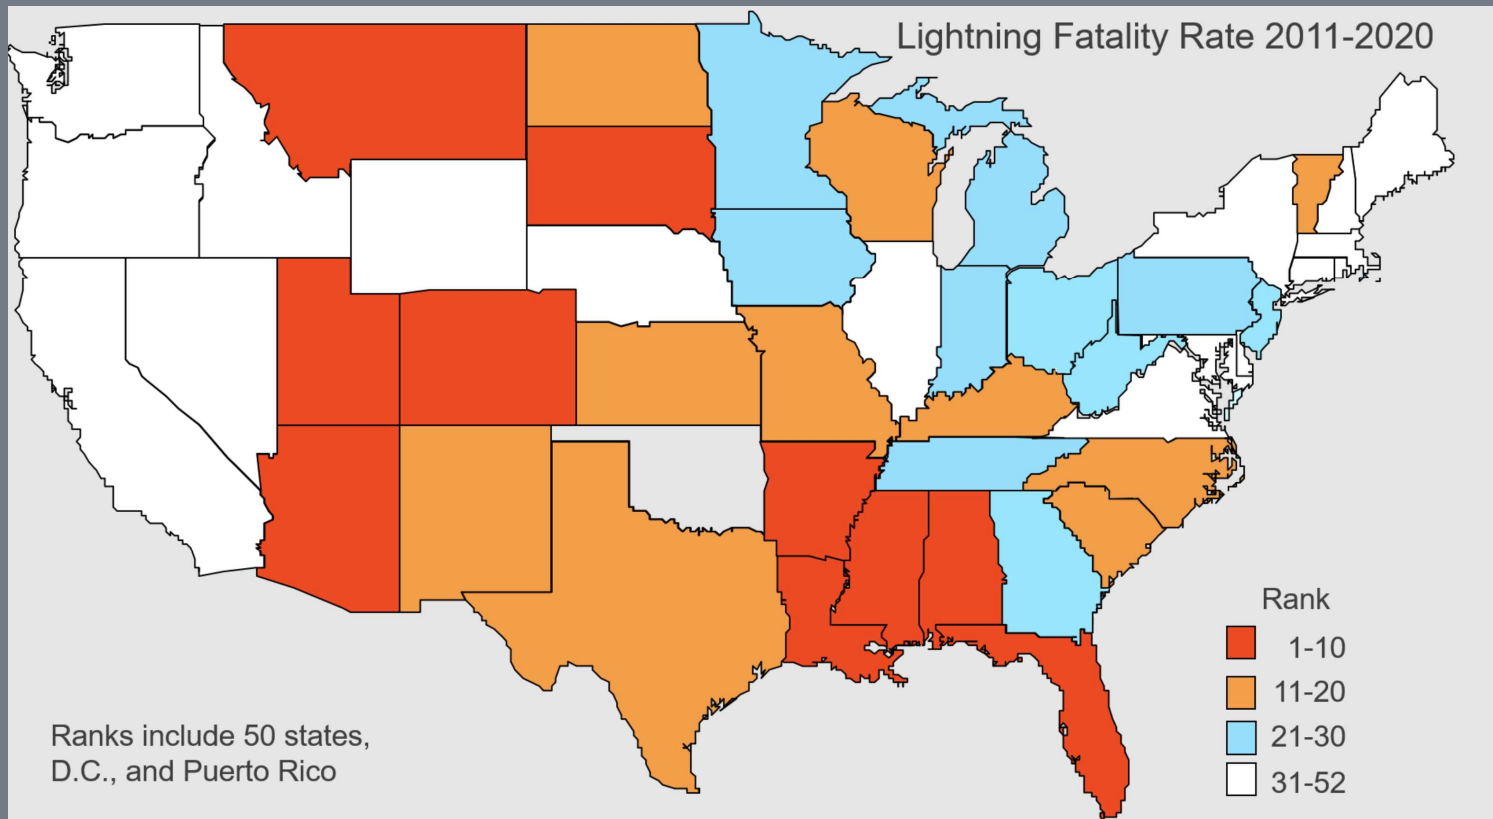 Lightning Fatality Rate 2011-2020
Rank
1-10
11-20
21-30
31-52
Ranks include 50 states,
D.C., and Puerto Rico